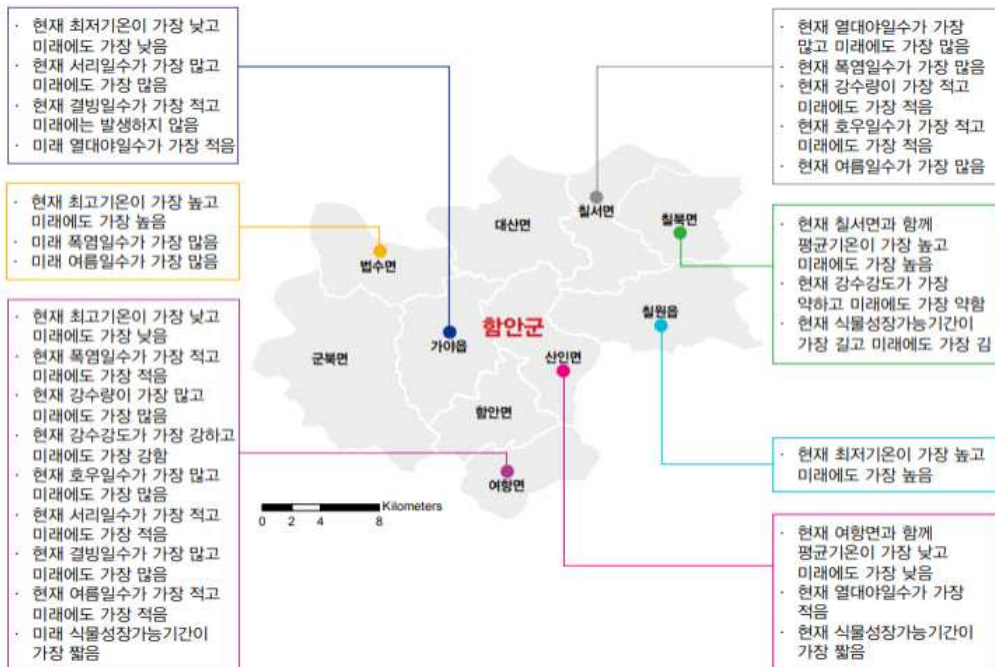 · 현재 최저기온이 가장 낮고
미래에도 가장 낮음
· 현재 서리일수가 가장 많고
미래에도 가장 많음
· 현재 결빙일수가 가장 적고
미래에는 발생하지 않음
· 미래 열대야일수가 가장 적음
· 현재 최고기온이 가장 높고
미래에도 가장 높음
· 미래 폭염일수가 가장 많음
· 미래 여름일수가 가장 많음
· 현재 최고기온이 가장 낮고
미래에도 가장 낮음
· 현재 폭염일수가 가장 적고
미래에도 가장 적음
· 현재 강수량이 가장 많고
미래에도 가장 많음
· 현재 강수강도가 가장 강하고
미래에도 가장 강함
· 현재 호우일수가 가장 많고
미래에도 가장 많음
· 현재 서리일수가 가장 적고
미래에도 가장 적음
· 현재 결빙일수가 가장 많고
미래에도 가장 많음
· 현재 여름일수가 가장 적고
미래에도 가장 적음
· 미래 식물성장가능기간이
가장 짧음
대산면
칠서면
칠북면
법수면
칠원읍
함안군
가야읍
군북면
산인면
함안면
여항면
Kilometers
0 2 4 8
· 현재 열대야일수가 가장
많고 미래에도 가장 많음
· 현재 폭염일수가 가장 많음
· 현재 강수량이 가장 적고
미래에도 가장 적음
· 현재 호우일수가 가장 적고
미래에도 가장 적음
· 현재 여름일수가 가장 많음
· 현재 칠서면과 함께
평균기온이 가장 높고
미래에도 가장 높음
· 현재 강수강도가 가장
약하고 미래에도 가장 약함
· 현재 식물성장가능기간이
가장 길고 미래에도 가장 김
· 현재 최저기온이 가장 높고
미래에도 가장 높음
· 현재 여항면과 함께
평균기온이 가장 낮고
미래에도 가장 낮음
· 현재 열대야일수가 가장
적음
· 현재 식물성장가능기간이
가장 짧음